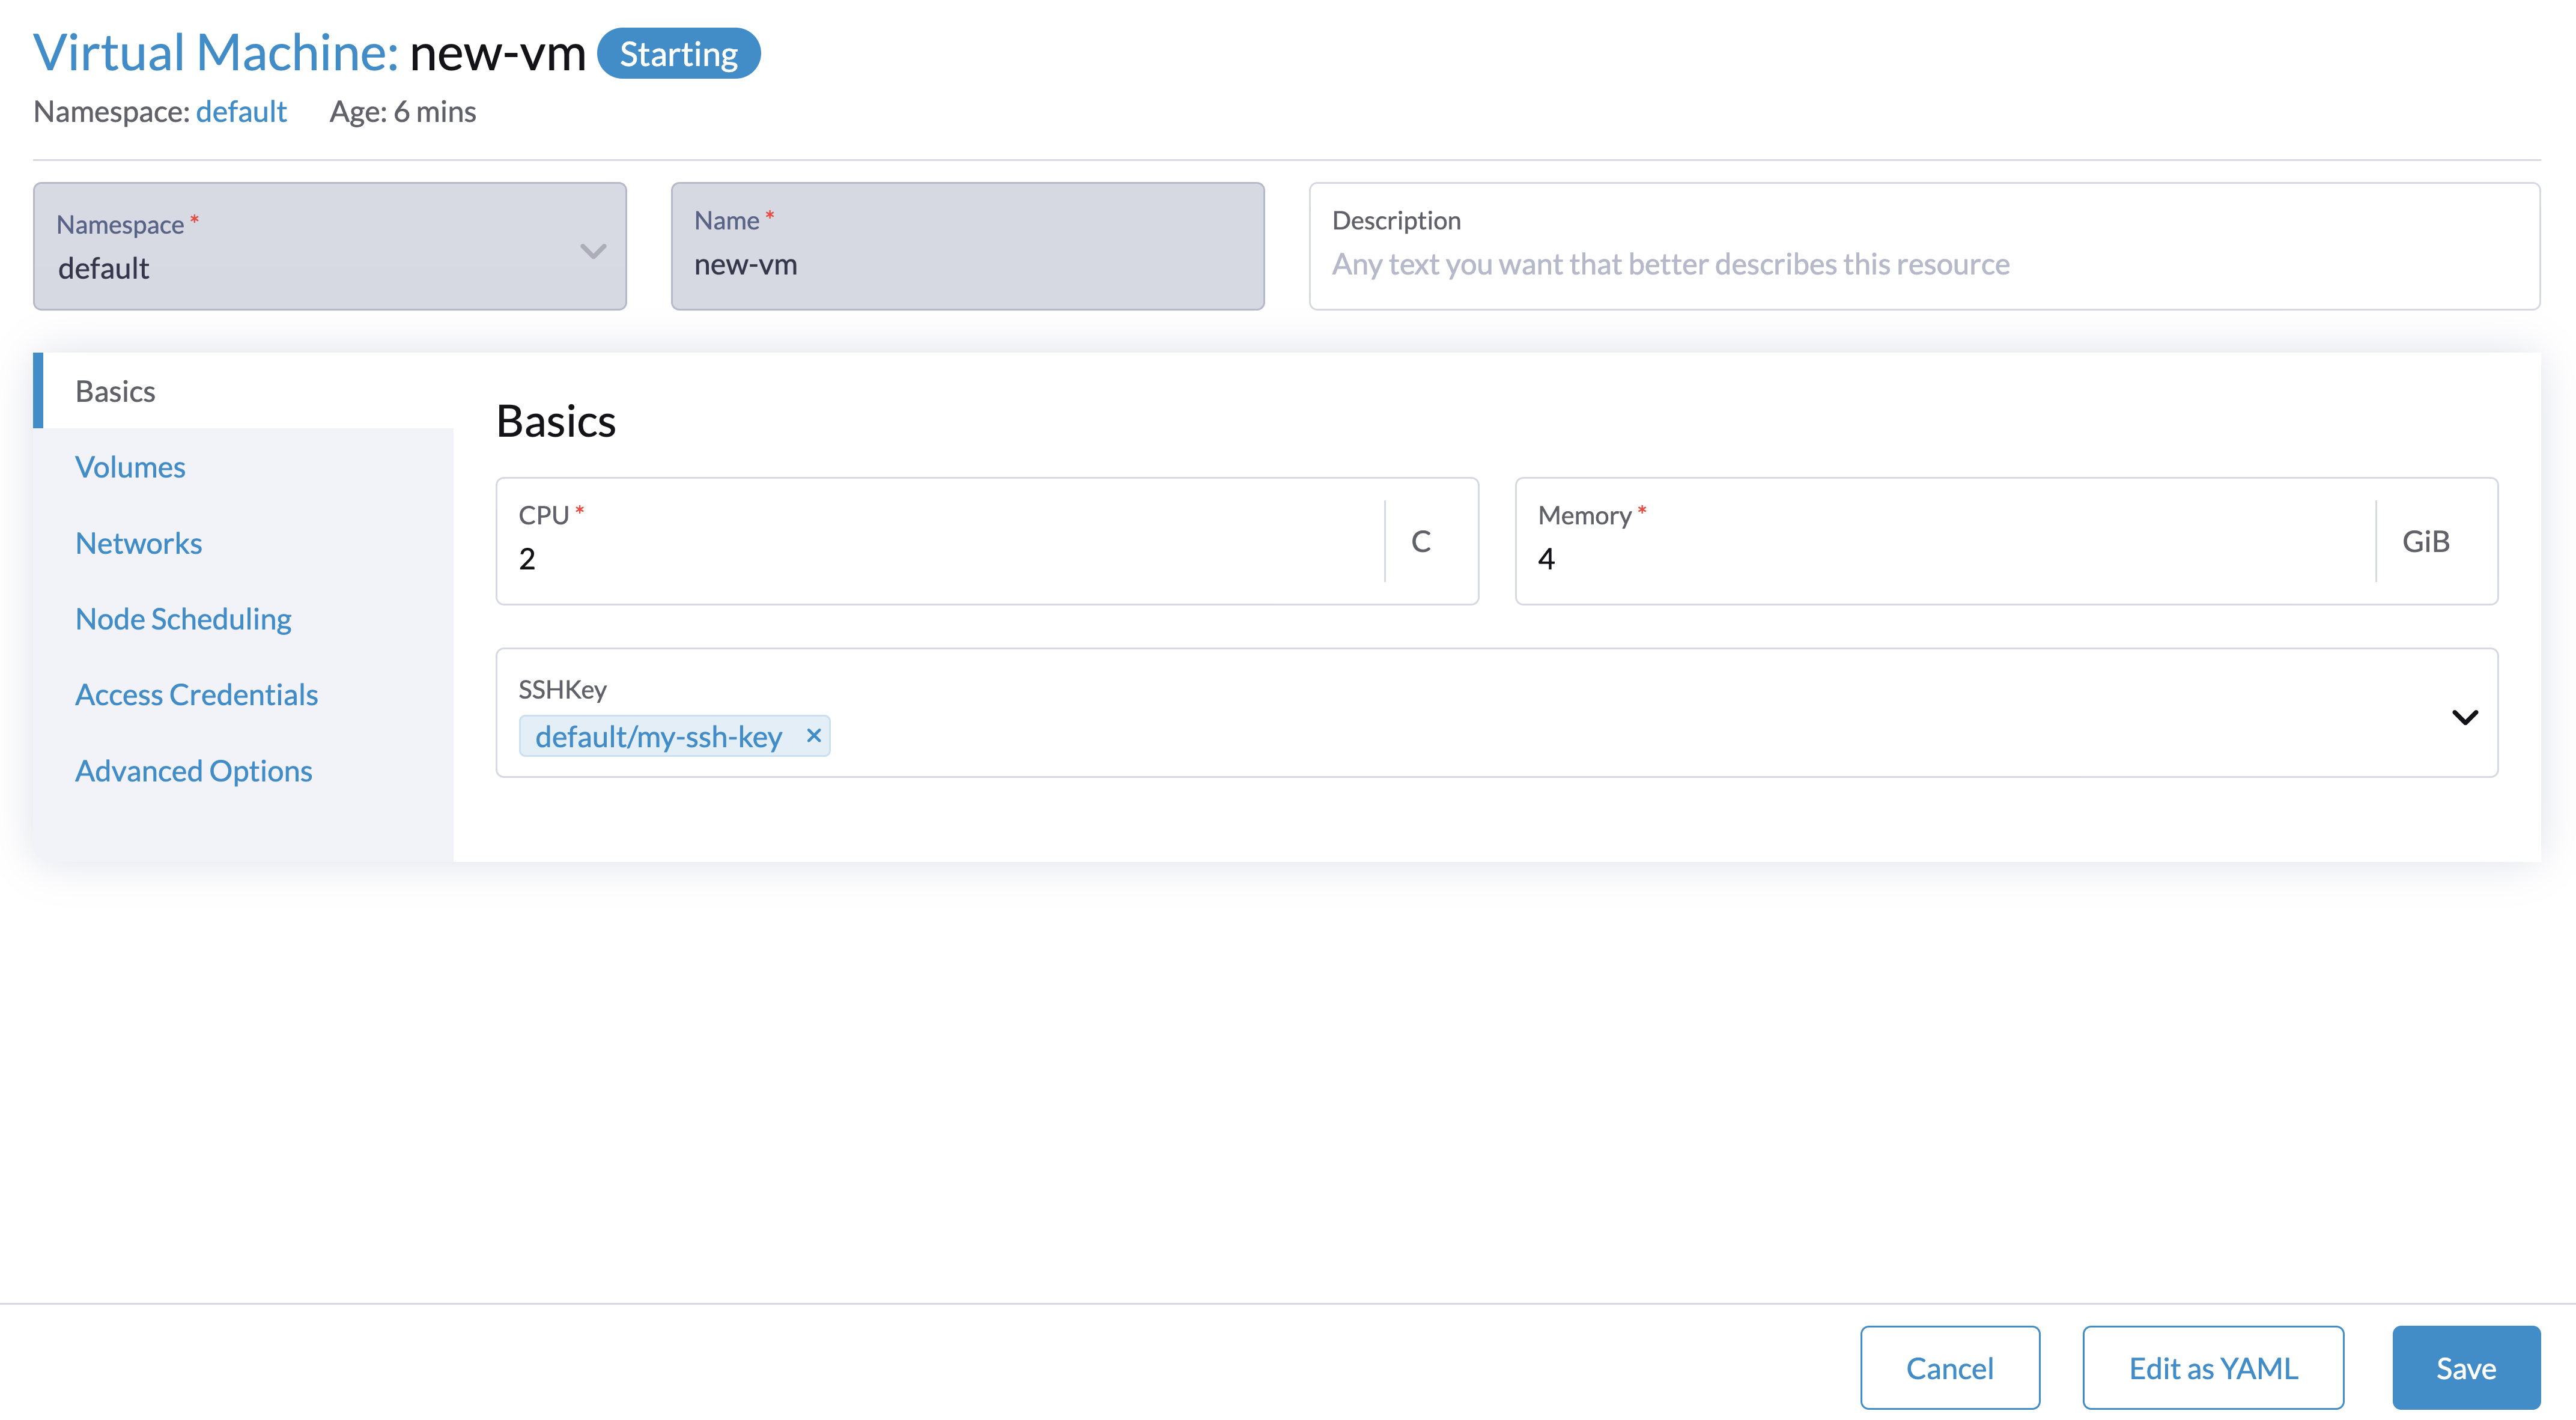 Virtual Machine: new-vm Starting
Namespace: default Age: 6 mins
Namespace *
default
Name *
new-vm
Description
Any text you want that better describes this resource
Basics
Volumes
Networks
Node Scheduling
Access Credentials
Advanced Options
Basics
CPU *
2
C
Memory *
4
GiB
SSHKey
default/my-ssh-key ×
Cancel
Edit as YAML
Save